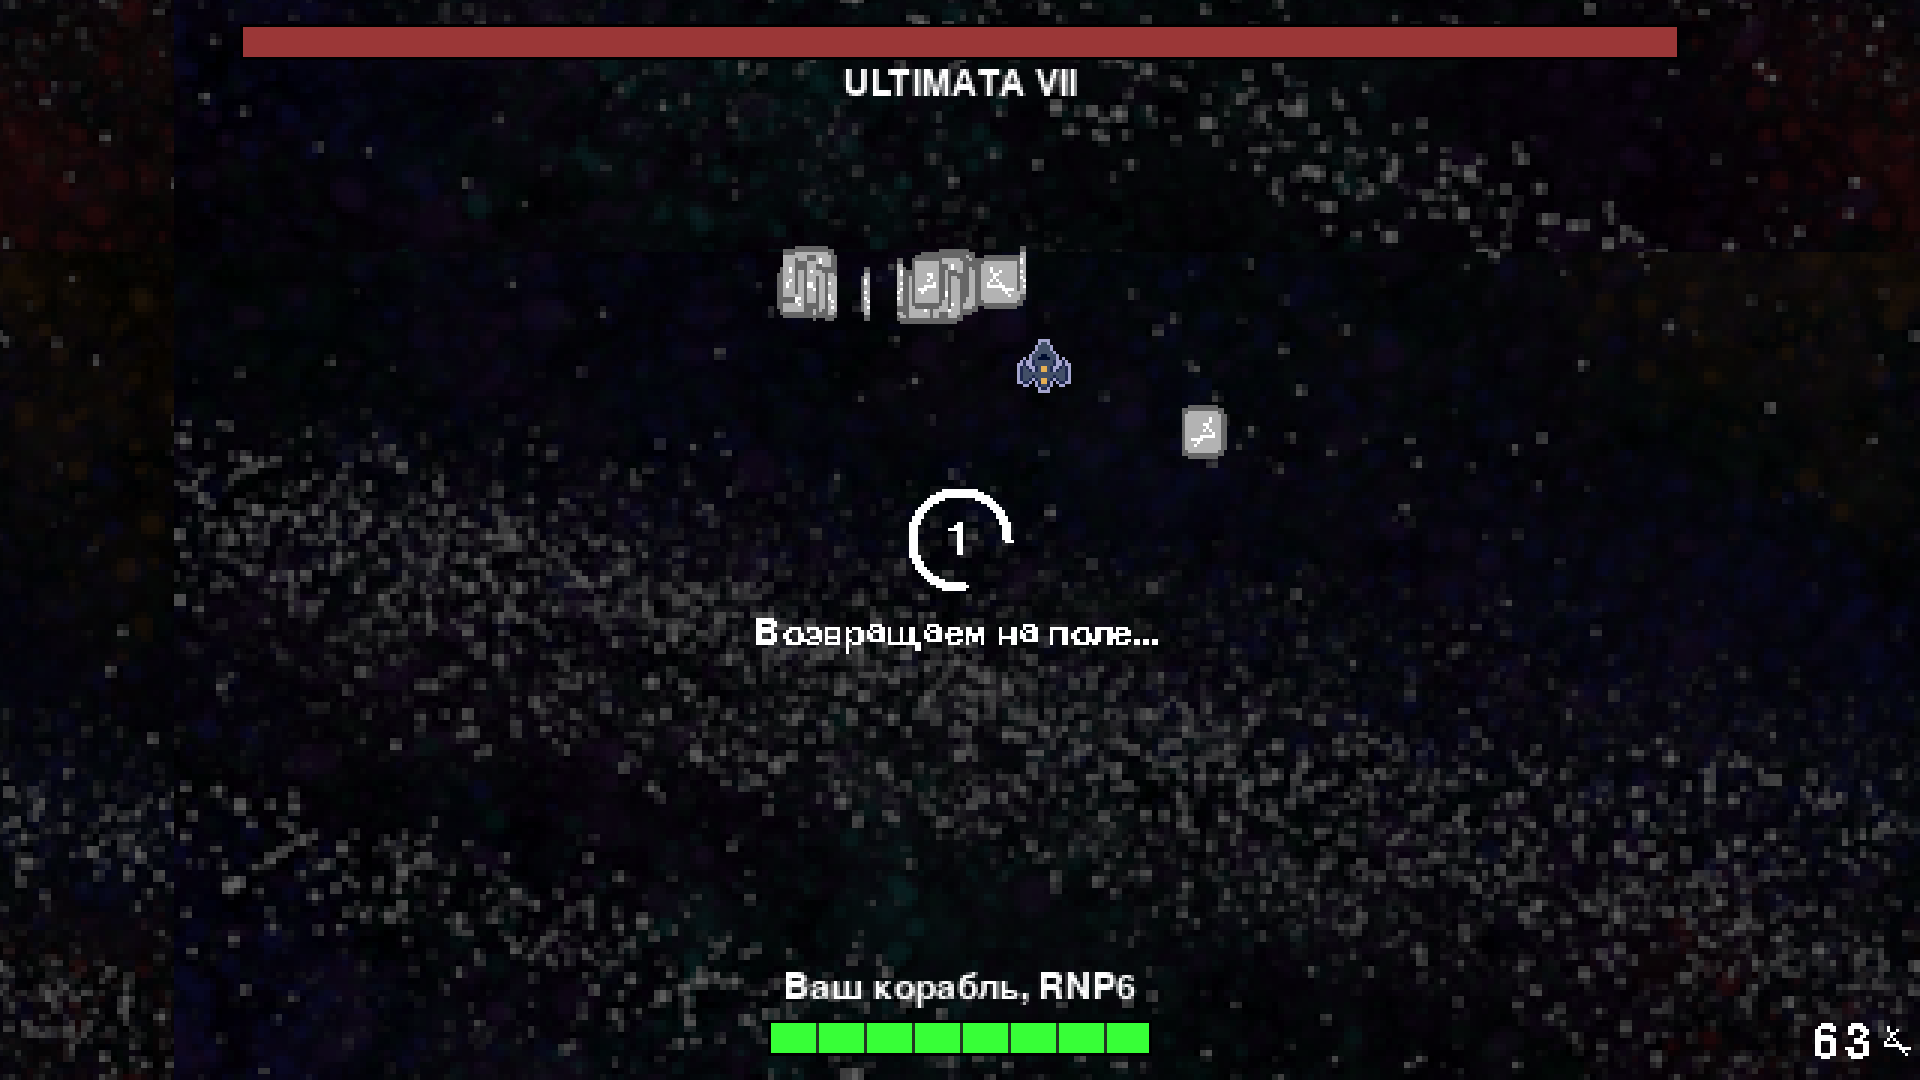 ULTIMATA VII
1
Возвращаем на поле...
Ваш корабль, RNP6
63